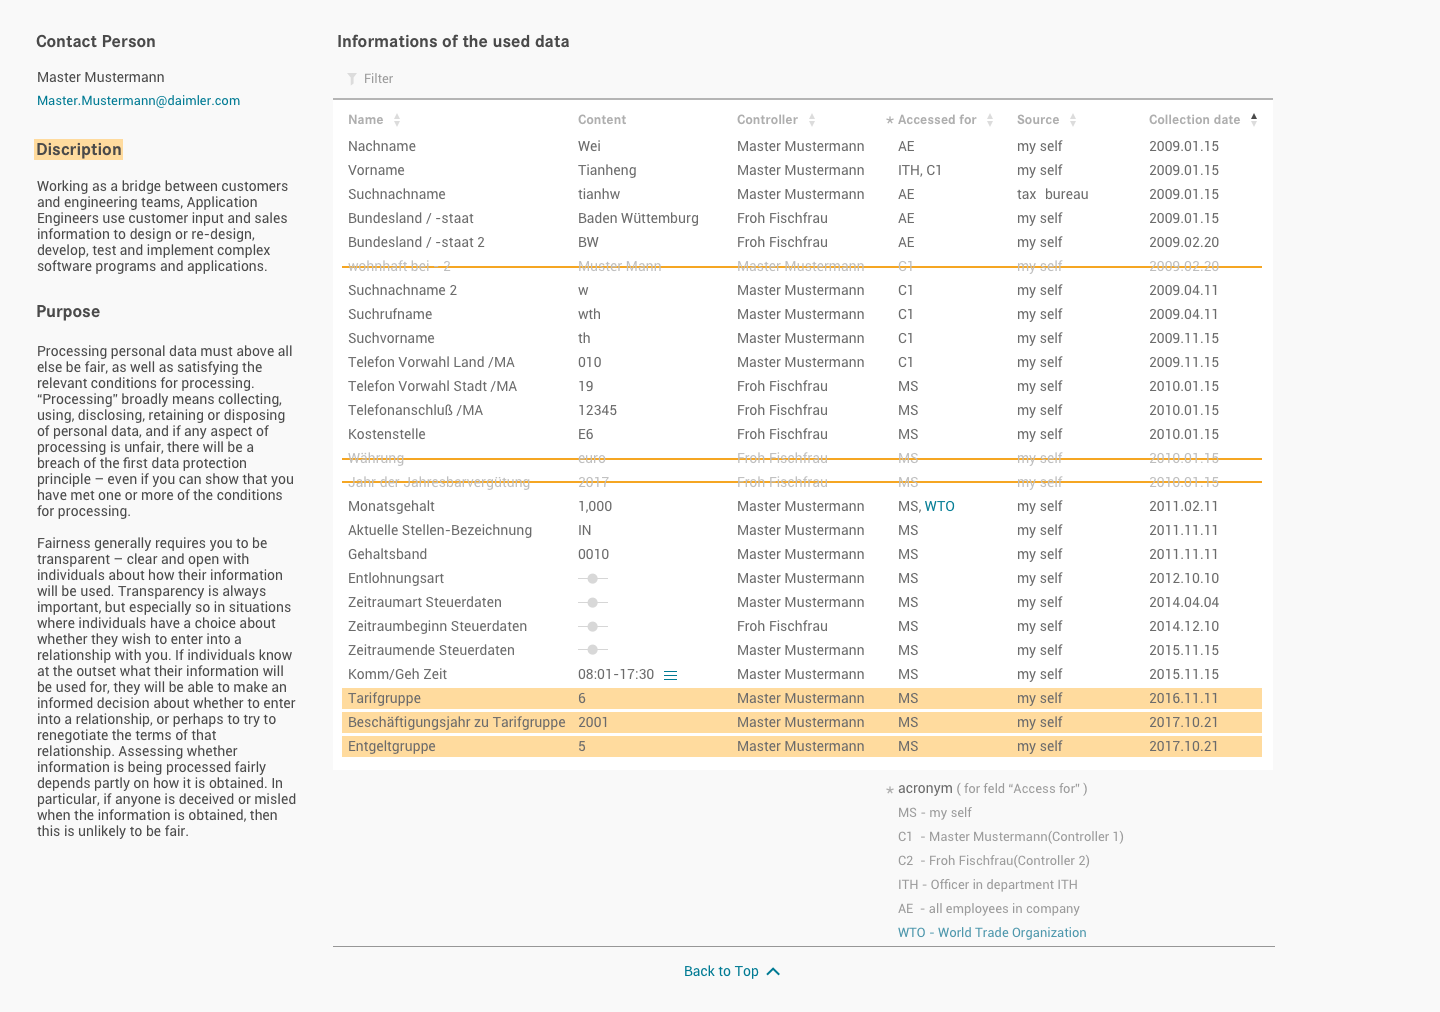 Contact Person
Master Mustermann
Master.Mustermann@daimler.com
Discription
Working as a bridge between customers
and engineering teams, Application
Engineers use customer input and sales
information to design or re-design,
develop, test and implement complex
software programs and applications.
Purpose
Processing personal data must above all
else be fair, as well as satisfying the
relevant conditions for processing.
“Processing” broadly means collecting,
using, disclosing, retaining or disposing
of personal data, and if any aspect of
processing is unfair, there will be a
breach of the first data protection
principle – even if you can show that you
have met one or more of the conditions
for processing.
Fairness generally requires you to be
transparent – clear and open with
individuals about how their information
will be used. Transparency is always
important, but especially so in situations
where individuals have a choice about
whether they wish to enter into a
relationship with you. If individuals know
at the outset what their information will
be used for, they will be able to make an
informed decision about whether to enter
into a relationship, or perhaps to try to
renegotiate the terms of that
relationship. Assessing whether
information is being processed fairly
depends partly on how it is obtained. In
particular, if anyone is deceived or misled
when the information is obtained, then
this is unlikely to be fair.
Informations of the used data
Filter
Name Content Controller * Accessed for Source Collection date
Nachname Wei Master Mustermann AE my self 2009.01.15
Vorname Tianheng Master Mustermann ITH, C1 my self 2009.01.15
Suchnachname tianhw Master Mustermann AE tax bureau 2009.01.15
Bundesland / -staat Baden Wüttemburg Froh Fischfrau AE my self 2009.01.15
Bundesland / -staat 2 BW Froh Fischfrau AE my self 2009.02.20
wohnhaft bei - 2 Muster Mann Master Mustermann C1 my self 2009.02.20
Suchnachname 2 w Master Mustermann C1 my self 2009.04.11
Suchrufname wth Master Mustermann C1 my self 2009.04.11
Suchvorname th Master Mustermann C1 my self 2009.11.15
Telefon Vorwahl Land /MA 010 Master Mustermann C1 my self 2009.11.15
Telefon Vorwahl Stadt /MA 19 Froh Fischfrau MS my self 2010.01.15
Telefonanschluß /MA 12345 Froh Fischfrau MS my self 2010.01.15
Kostenstelle E6 Froh Fischfrau MS my self 2010.01.15
Währung euro Froh Fischfrau MS my self 2010.01.15
Jahr der Jahresbarvergütung 2017 Froh Fischfrau MS my self 2010.01.15
Monatsgehalt 1,000 Master Mustermann MS, WTO my self 2011.02.11
Aktuelle Stellen-Bezeichnung IN Master Mustermann MS my self 2011.11.11
Gehaltsband 0010 Master Mustermann MS my self 2011.11.11
Entlohnungsart Master Mustermann MS my self 2012.10.10
Zeitraumart Steuerdaten Master Mustermann MS my self 2014.04.04
Zeitraumbeginn Steuerdaten Froh Fischfrau MS my self 2014.12.10
Zeitraumende Steuerdaten Master Mustermann MS my self 2015.11.15
Komm/Geh Zeit 08:01-17:30 Master Mustermann MS my self 2015.11.15
Tarifgruppe 6 Master Mustermann MS my self 2016.11.11
Beschäftigungsjahr zu Tarifgruppe 2001 Master Mustermann MS my self 2017.10.21
Entgeltgruppe 5 Master Mustermann MS my self 2017.10.21
* acronym ( for feld “Access for” )
MS - my self
C1 - Master Mustermann(Controller 1)
C2 - Froh Fischfrau(Controller 2)
ITH - Officer in department ITH
AE - all employees in company
WTO - World Trade Organization
Back to Top